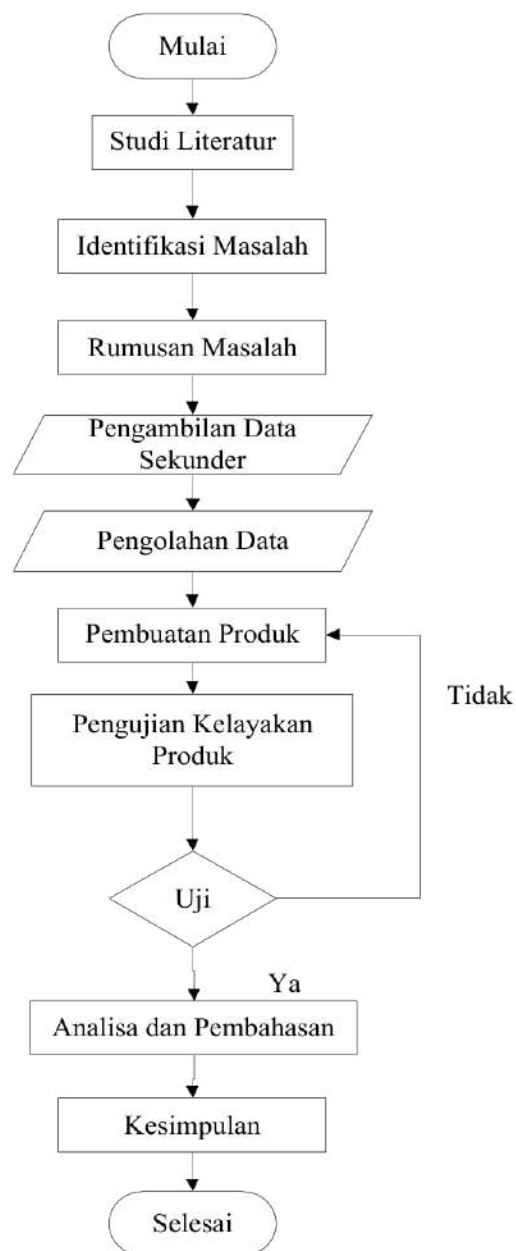 Mulai
Studi Literatur
Identifikasi Masalah
Rumusan Masalah
Pengambilan Data
Sekunder
Pengolahan Data
Pembuatan Produk
Tidak
Pengujian Kelayakan
Produk
Uji
Ya
Analisa dan Pembahasan
Kesimpulan
Selesai